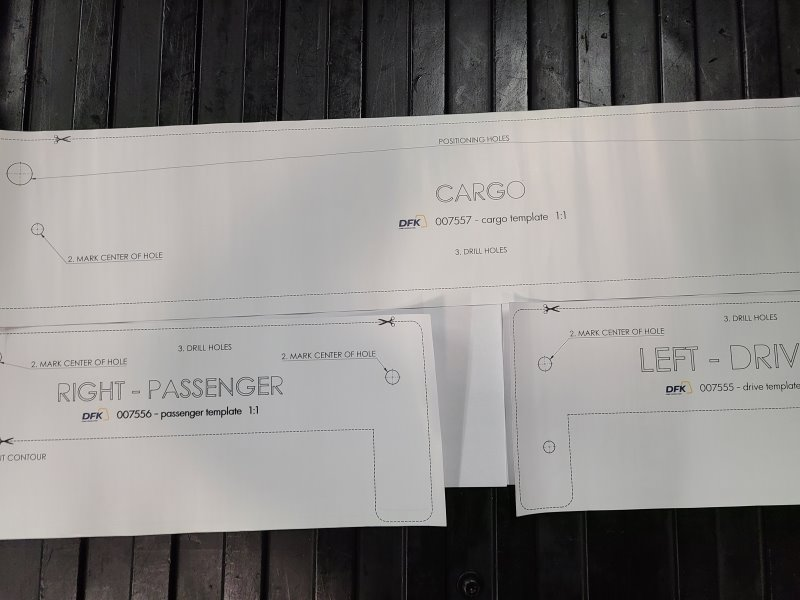 POSITIONING HOLES
CARGO
DFK 007557 - cargo template 1:1
2. MARK CENTER OF HOLE
3. DRILL HOLES
3. DRILL HOLES
2. MARK CENTER OF HOLE
2. MARK CENTER OF HOLE
RIGHT - PASSENGER
DFK 007556 - passenger template 1:1
IT CONTOUR
3. DRILL HOLES
2. MARK CENTER OF HOLE
LEFT - DRIV
DFK 007555 - drive template